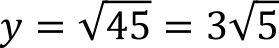 y = √45 = 3√5